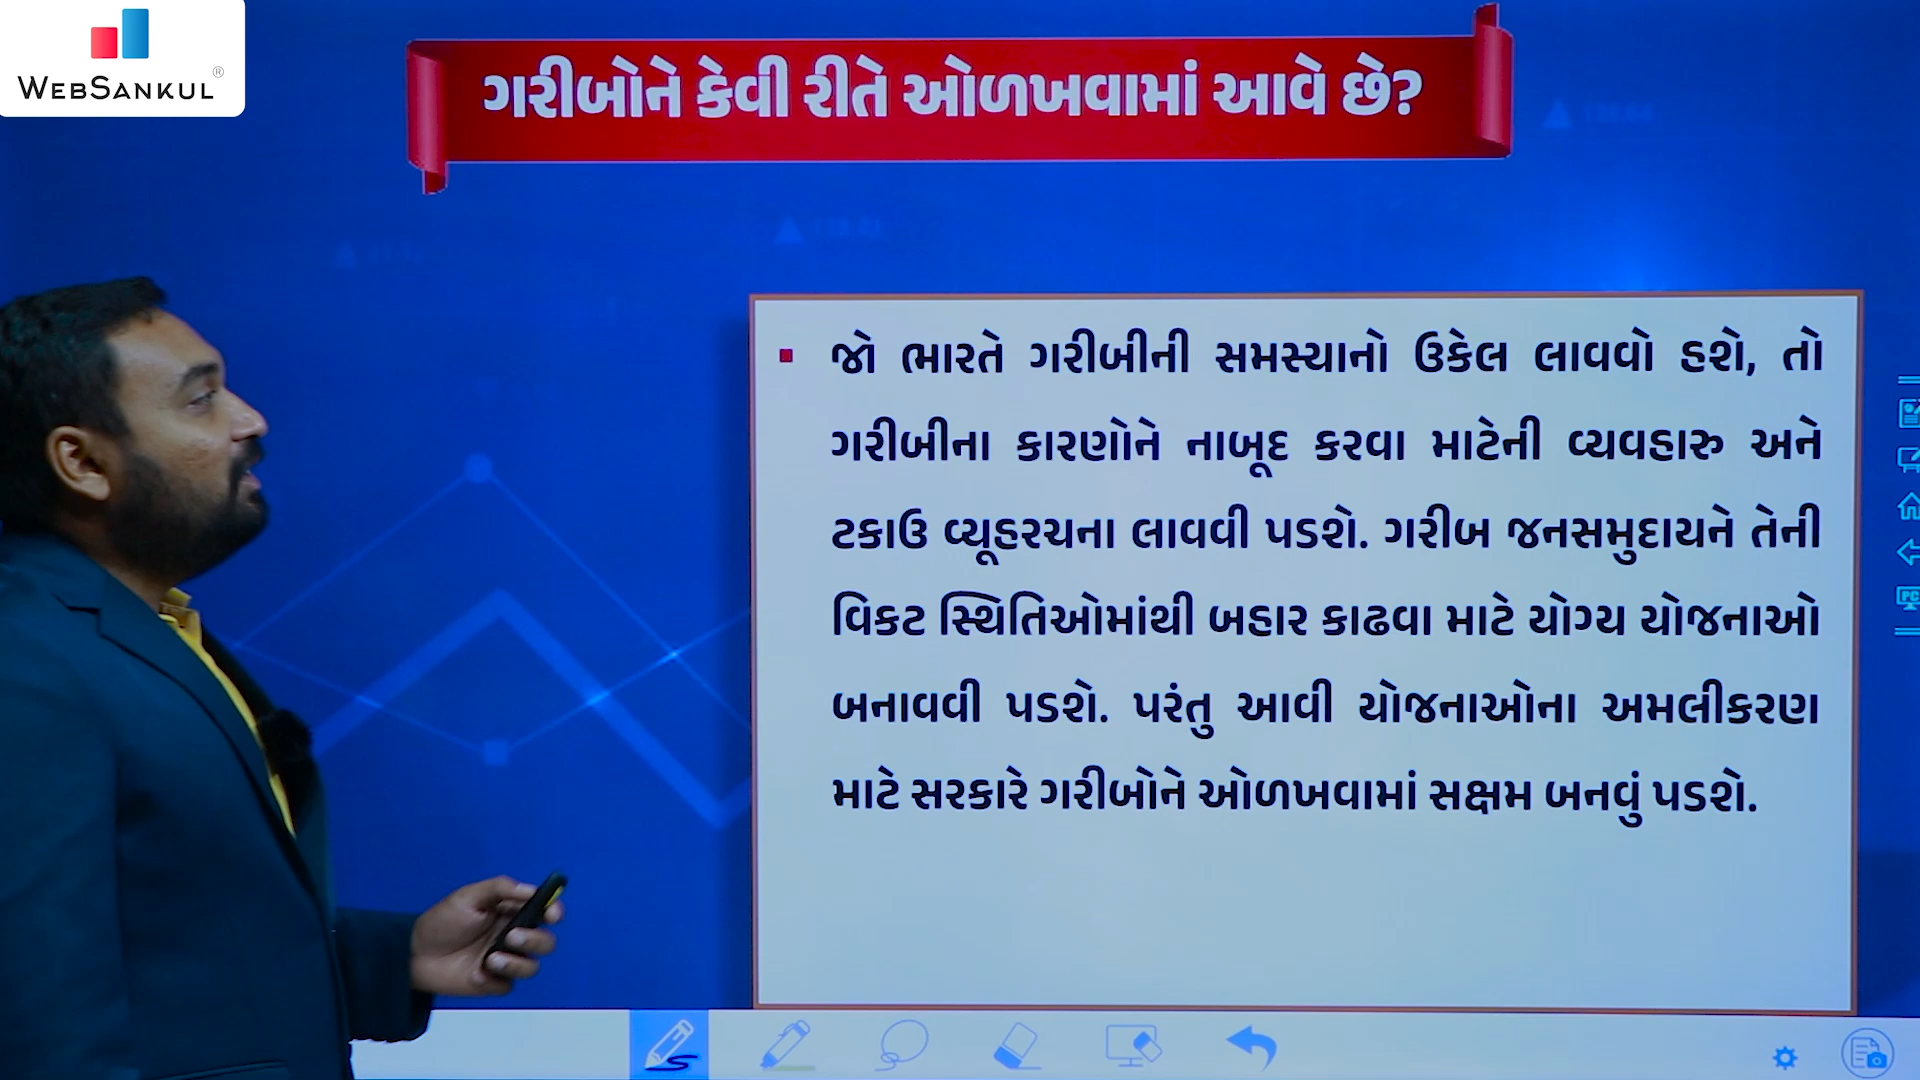 WEBSANKUL®
ગરીબોને કેવી રીતે ઓળખવામાં આવે છે?
▪ જો ભારતે ગરીબીની સમસ્યાનો ઉકેલ લાવવો હશે, તો
ગરીબીના કારણોને નાબૂદ કરવા માટેની વ્યવહારુ અને
ટકાઉ વ્યૂહરચના લાવવી પડશે. ગરીબ જનસમુદાયને તેની
વિકટ સ્થિતિઓમાંથી બહાર કાઢવા માટે યોગ્ય યોજનાઓ
બનાવવી પડશે. પરંતુ આવી યોજનાઓના અમલીકરણ
માટે સરકારે ગરીબોને ઓળખવામાં સક્ષમ બનવું પડશે.
PC